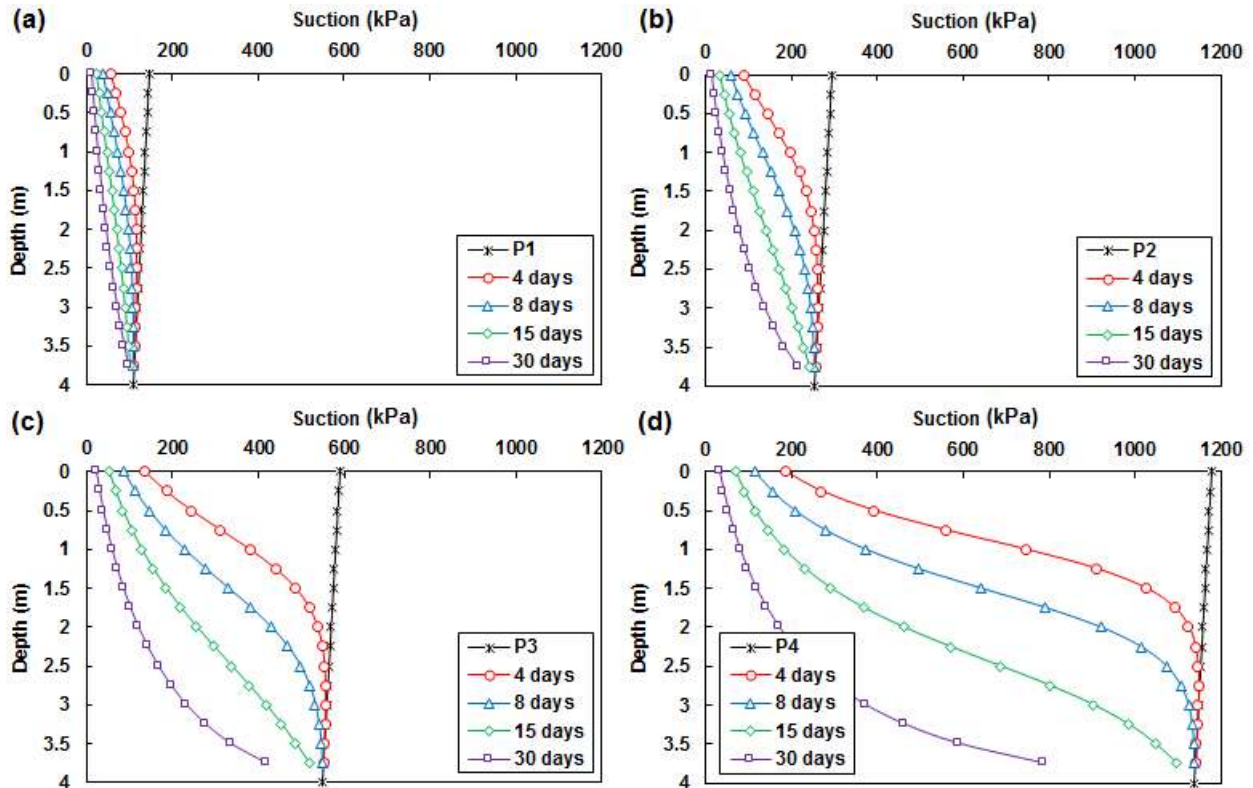 (a) Suction (kPa)
0 200 400 600 800 1000 1200
Depth (m)
0
0.5
1
1.5
2
2.5
3
3.5
4
P1
4 days
8 days
15 days
30 days
(b) Suction (kPa)
0 200 400 600 800 1000 1200
Depth (m)
0
0.5
1
1.5
2
2.5
3
3.5
4
P2
4 days
8 days
15 days
30 days
(c) Suction (kPa)
0 200 400 600 800 1000 1200
Depth (m)
0
0.5
1
1.5
2
2.5
3
3.5
4
P3
4 days
8 days
15 days
30 days
(d) Suction (kPa)
0 200 400 600 800 1000 1200
Depth (m)
0
0.5
1
1.5
2
2.5
3
3.5
4
P4
4 days
8 days
15 days
30 days